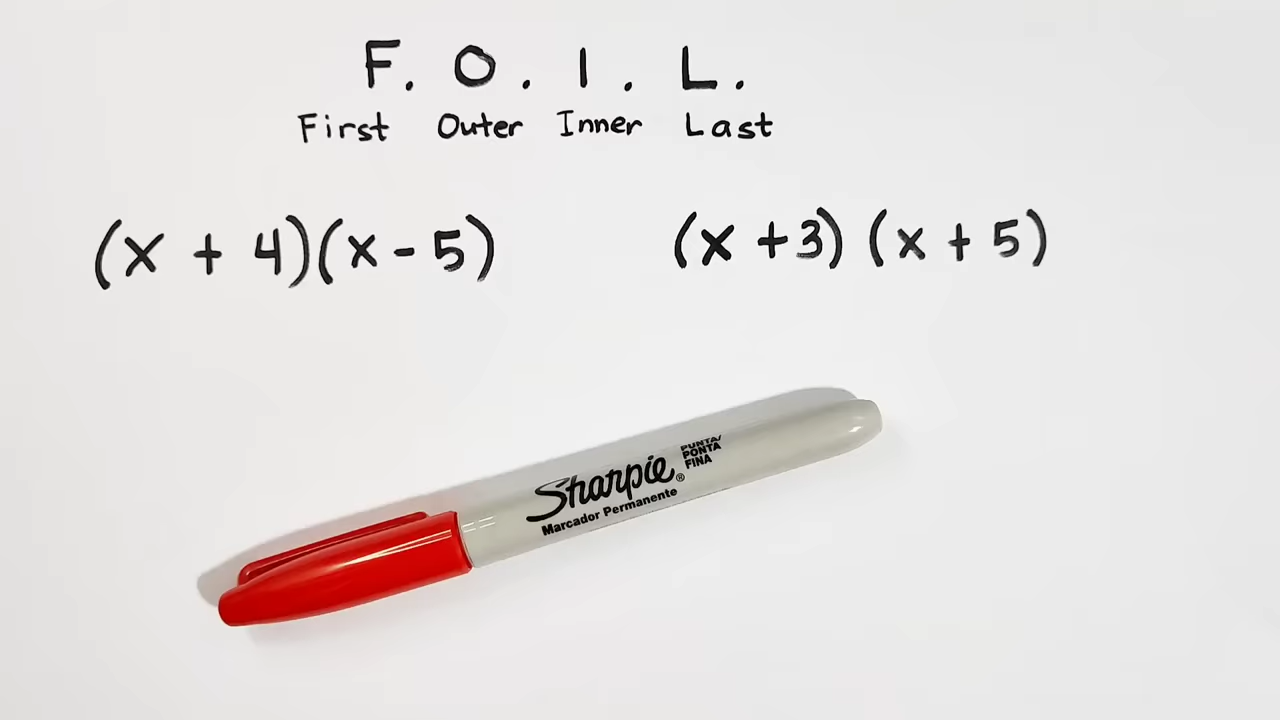 F. O. I. L.
First Outer Inner Last
(x + 4)(x - 5) (x + 3) (x + 5)
Sharpie®
PUNTA/
PONTA
FINA
Marcador Permanente